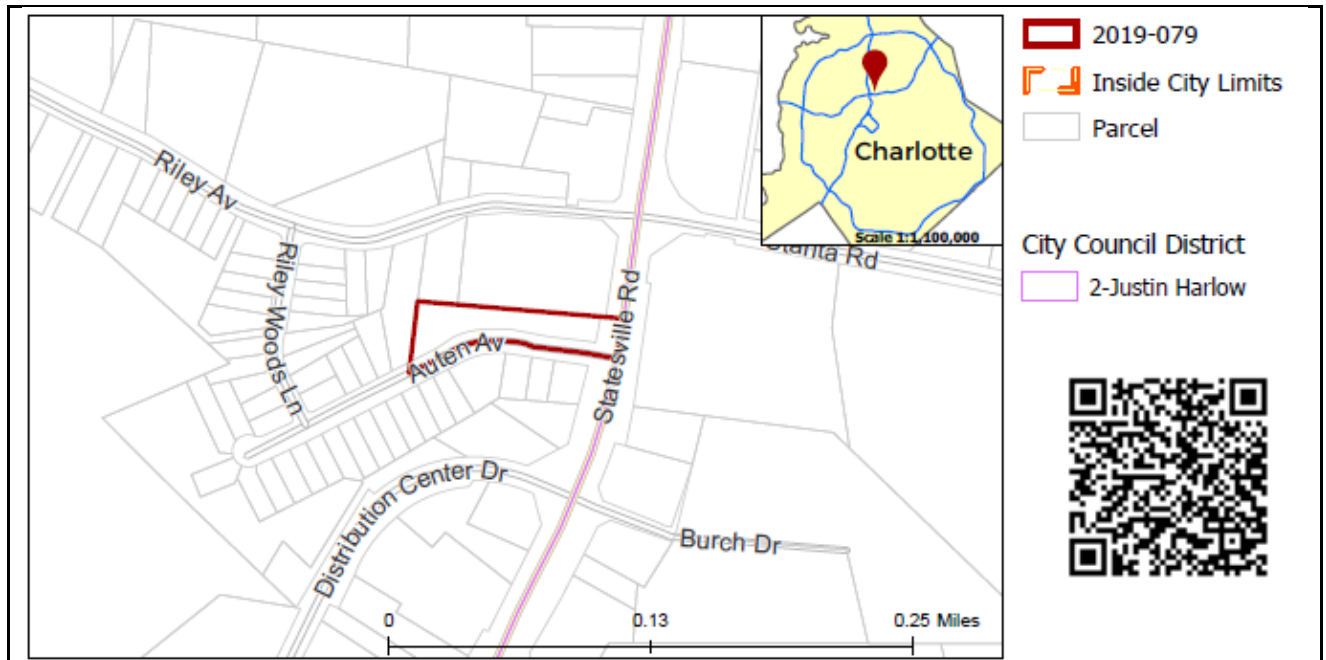 2019-079
Inside City Limits
Parcel
City Council District
2-Justin Harlow
Charlotte
Scale 1:1,100,000
Riley Av
Riley Woods Ln
Auten Av
Statesville Rd
Rd
Distribution Center Dr
Burch Dr
0
0.13
0.25 Miles